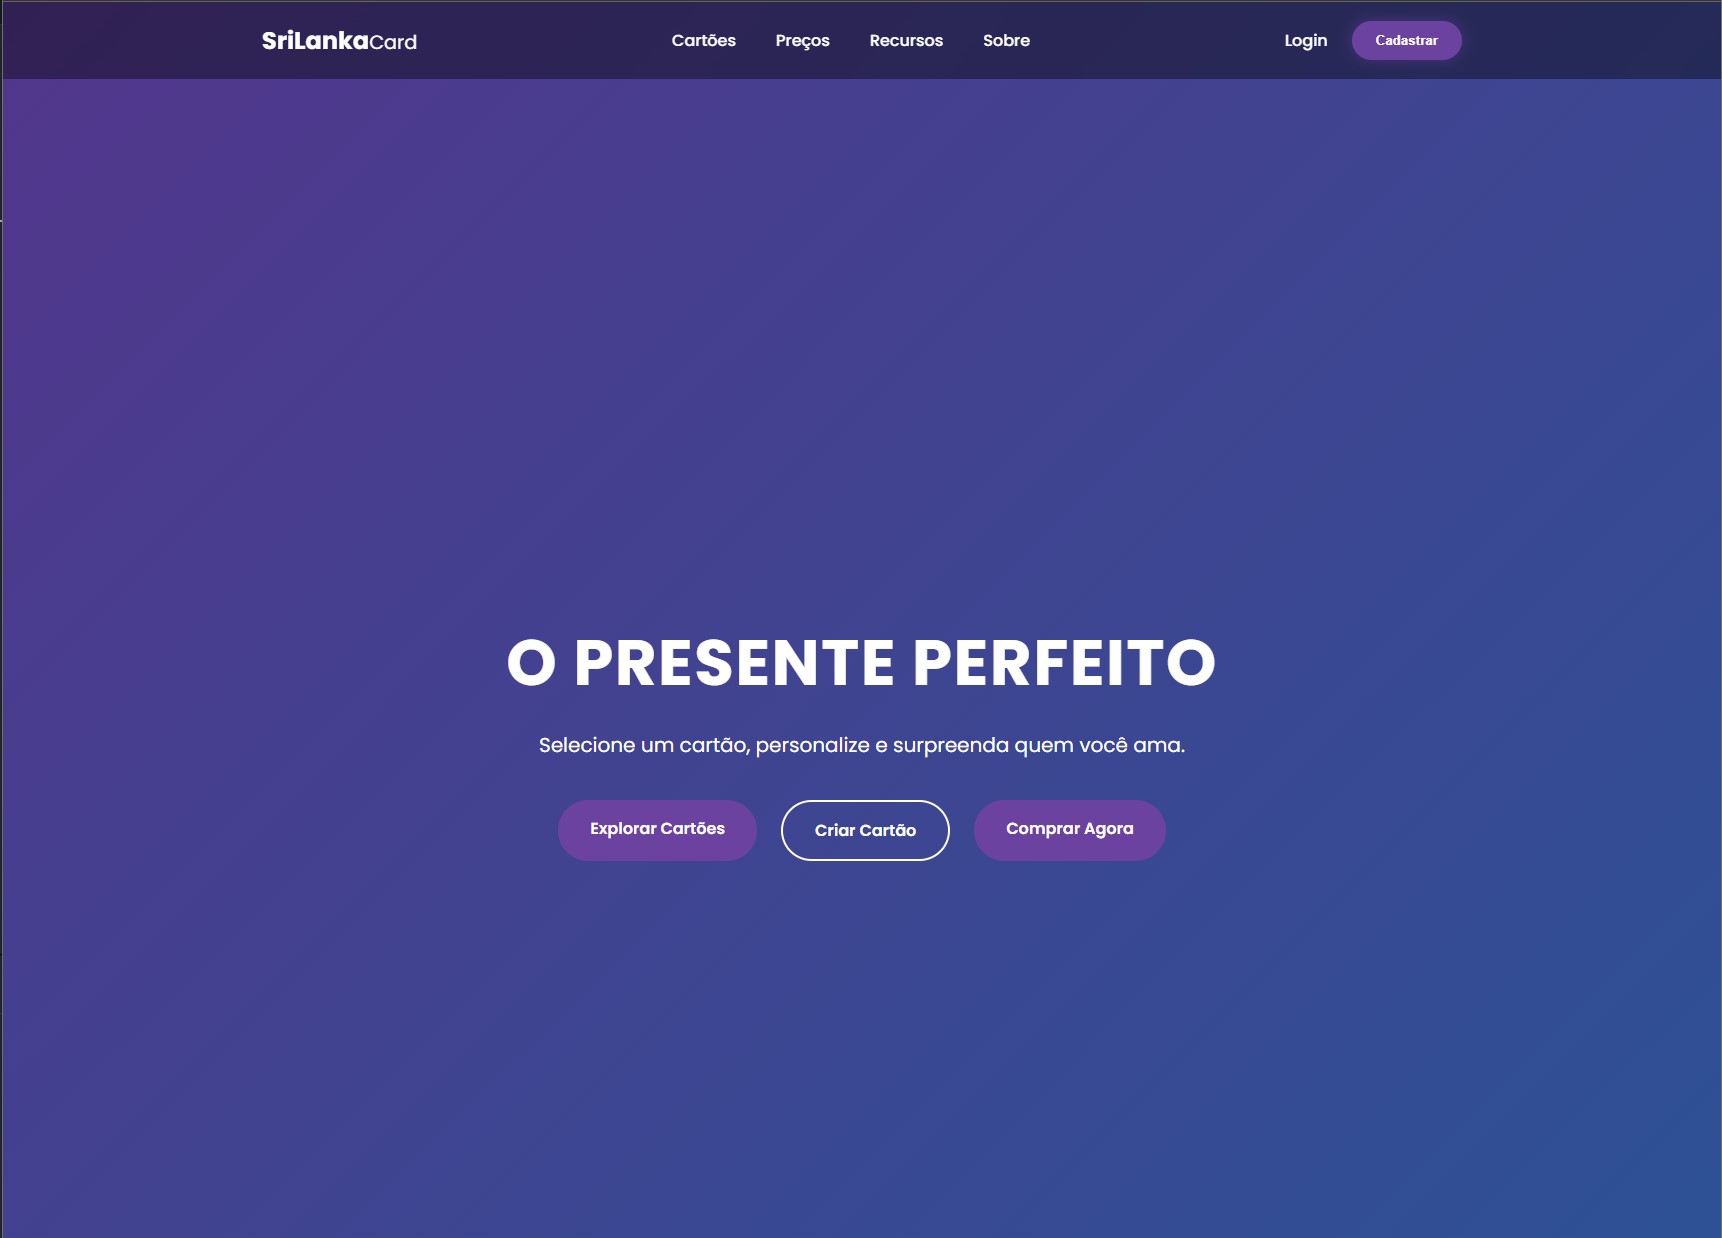 SriLankaCard
Cartões Preços Recursos Sobre
Login Cadastrar
O PRESENTE PERFEITO
Selecione um cartão, personalize e surpreenda quem você ama.
Explorar Cartões Criar Cartão Comprar Agora